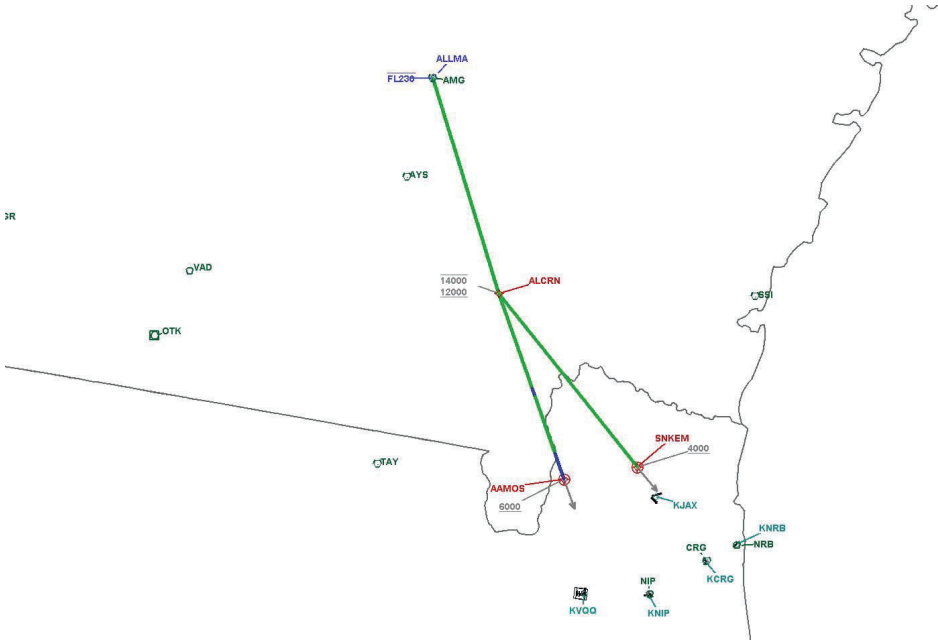 ALLMA
FL230
AMG
AYS
GR
VAD
14000
12000
ALCRN
SSI
OTK
SNKEM
4000
TAY
AAMOS
6000
KJAX
KNRB
NRB
CRG
KCRG
NIP
KNIP
KVQQ